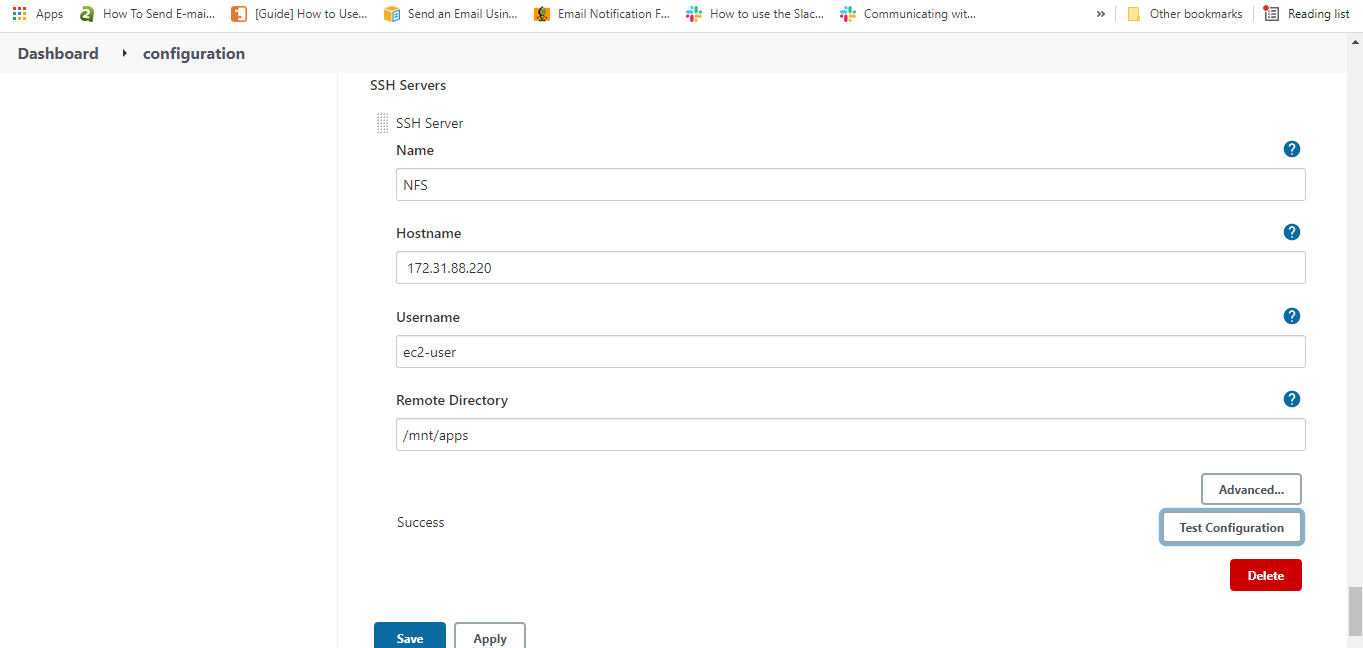 Apps How To Send E-mai... [Guide] How to Use... Send an Email Usin... Email Notification F... How to use the Slac... Communicating wit... » Other bookmarks Reading list
Dashboard configuration
SSH Servers
SSH Server
Name ?
NFS
Hostname ?
172.31.88.220
Username ?
ec2-user
Remote Directory ?
/mnt/apps
Advanced...
Success Test Configuration
Delete
Save Apply